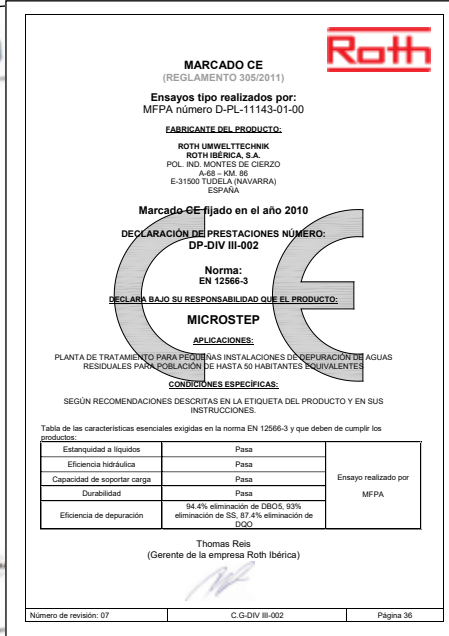 Roth
MARCADO CE
(REGLAMENTO 305/2011)
Ensayos tipo realizados por:
MFPA número D-PL-11143-01-00
FABRICANTE DEL PRODUCTO:
ROTH UMWELTTECHNIK
ROTH IBÉRICA, S.A.
POL. IND. MONTES DE CIERZO
A-68 – KM. 86
E-31500 TUDELA (NAVARRA)
ESPAÑA
Marcado CE fijado en el año 2010
DECLARACIÓN DE PRESTACIONES NÚMERO:
DP-DIV III-002
Norma:
EN 12566-3
DECLARA BAJO SU RESPONSABILIDAD QUE EL PRODUCTO:
MICROSTEP
APLICACIONES:
PLANTA DE TRATAMIENTO PARA PEQUEÑAS INSTALACIONES DE DEPURACIÓN DE AGUAS
RESIDUALES PARA POBLACIÓN DE HASTA 50 HABITANTES EQUIVALENTES
CONDICIONES ESPECÍFICAS:
SEGÚN RECOMENDACIONES DESCRITAS EN LA ETIQUETA DEL PRODUCTO Y EN SUS
INSTRUCCIONES.
Tabla de las características esenciales exigidas en la norma EN 12566-3 y que deben de cumplir los
productos:
Estanquidad a líquidos Pasa
Eficiencia hidráulica Pasa
Capacidad de soportar carga Pasa
Durabilidad Pasa
Eficiencia de depuración 94.4% eliminación de DBO5, 93%
eliminación de SS, 87.4% eliminación de
DQO
Ensayo realizado por
MFPA
Thomas Reis
(Gerente de la empresa Roth Ibérica)
Número de revisión: 07 C.G-DIV III-002 Página 36